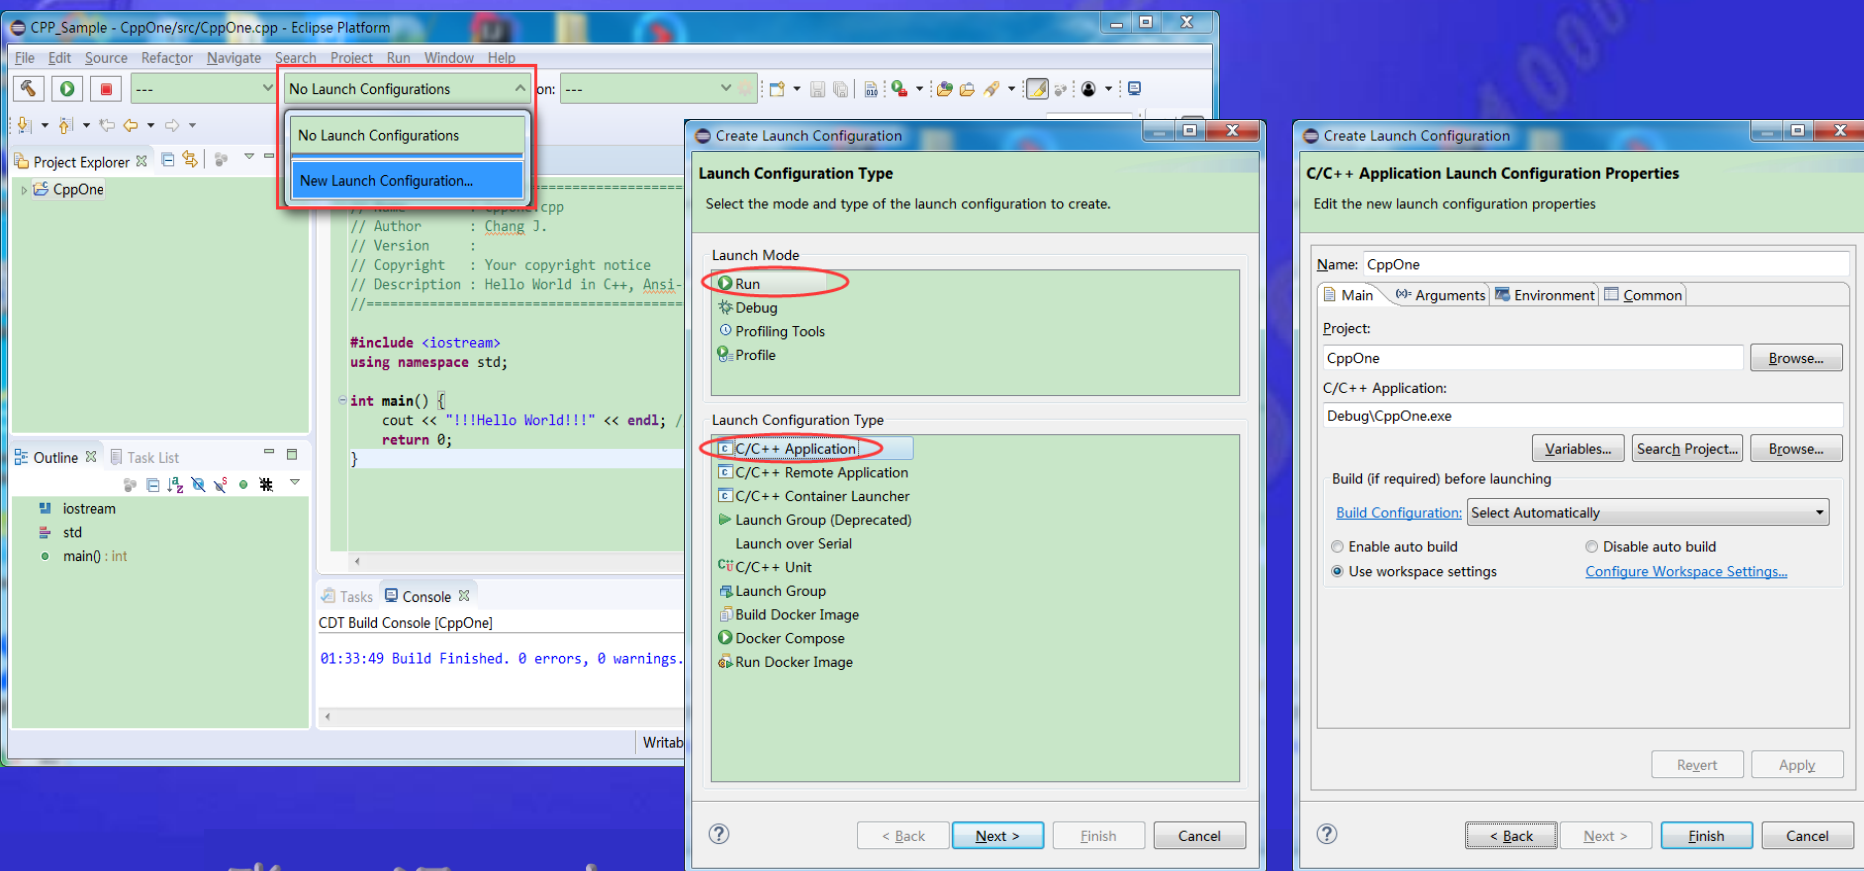 CPP_Sample - CppOne/src/CppOne.cpp - Eclipse Platform
File Edit Source Refactor Navigate Search Project Run Window Help
--- No Launch Configurations on: ---
No Launch Configurations
New Launch Configuration...
Project Explorer
CppOne
// Author : Chang J.
// Version :
// Copyright : Your copyright notice
// Description : Hello World in C++, Ansi-
//========================================
#include <iostream>
using namespace std;
int main() {
cout << "!!!Hello World!!!" << endl; /
return 0;
}
Outline Task List
iostream
std
main() : int
Tasks Console
CDT Build Console [CppOne]
01:33:49 Build Finished. 0 errors, 0 warnings.
Writab
Create Launch Configuration
Launch Configuration Type
Select the mode and type of the launch configuration to create.
Launch Mode
Run
Debug
Profiling Tools
Profile
Launch Configuration Type
C/C++ Application
C/C++ Remote Application
C/C++ Container Launcher
Launch Group (Deprecated)
Launch over Serial
C/C++ Unit
Launch Group
Build Docker Image
Docker Compose
Run Docker Image
< Back Next > Finish Cancel
Create Launch Configuration
C/C++ Application Launch Configuration Properties
Edit the new launch configuration properties
Name: CppOne
Main (x)= Arguments Environment Common
Project:
CppOne Browse...
C/C++ Application:
Debug\CppOne.exe
Variables... Search Project... Browse...
Build (if required) before launching
Build Configuration: Select Automatically
Enable auto build Disable auto build
Use workspace settings Configure Workspace Settings...
Revert Apply
< Back Next > Finish Cancel